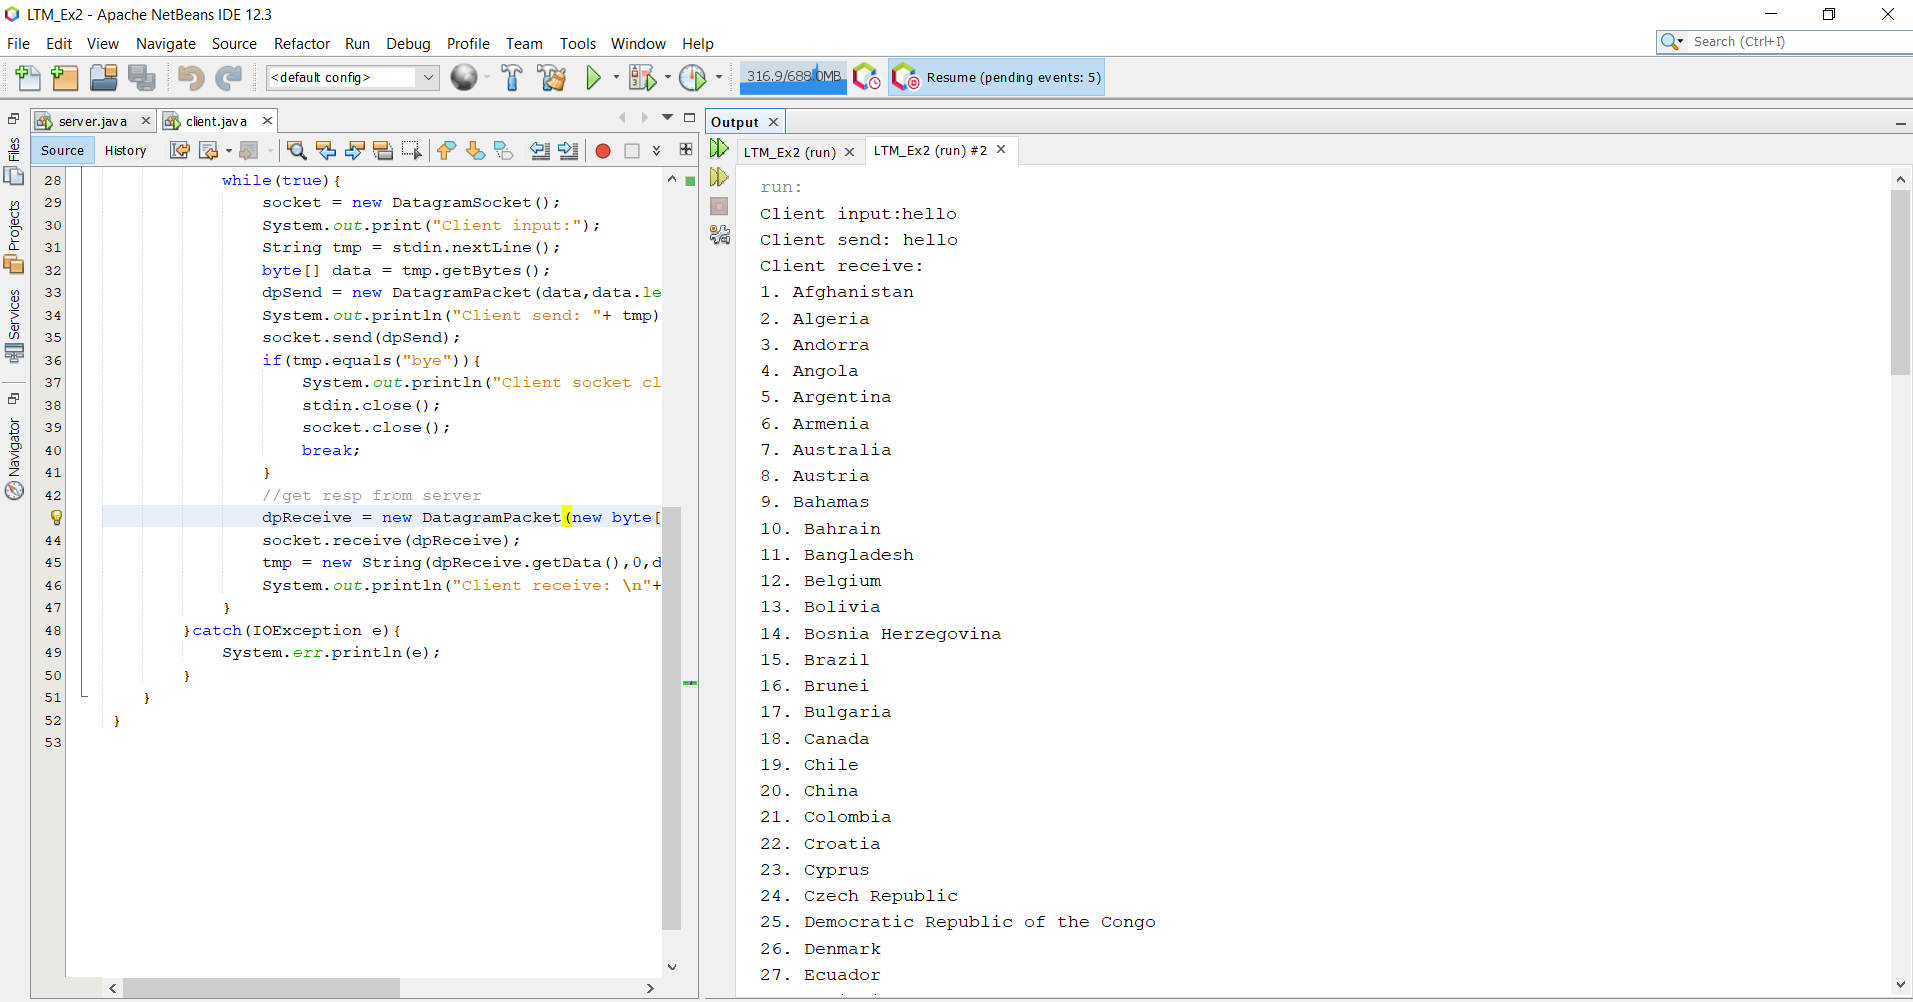 LTM_Ex2 - Apache NetBeans IDE 12.3
File Edit View Navigate Source Refactor Run Debug Profile Team Tools Window Help
Search (Ctrl+I)
<default config>
316.9/688.0MB
Resume (pending events: 5)
Files
Projects
Services
Navigator
server.java
client.java
Source History
28 while(true){
29 socket = new DatagramSocket();
30 System.out.print("Client input:");
31 String tmp = stdin.nextLine();
32 byte[] data = tmp.getBytes();
33 dpSend = new DatagramPacket(data,data.le
34 System.out.println("Client send: "+ tmp)
35 socket.send(dpSend);
36 if(tmp.equals("bye")){
37 System.out.println("Client socket cl
38 stdin.close();
39 socket.close();
40 break;
41 }
42 //get resp from server
dpReceive = new DatagramPacket(new byte[
44 socket.receive(dpReceive);
45 tmp = new String(dpReceive.getData(),0,d
46 System.out.println("Client receive: \n"+
47 }
48 }catch(IOException e){
49 System.err.println(e);
50 }
51 }
52 }
53
Output
LTM_Ex2 (run)
LTM_Ex2 (run) #2
run:
Client input:hello
Client send: hello
Client receive:
1. Afghanistan
2. Algeria
3. Andorra
4. Angola
5. Argentina
6. Armenia
7. Australia
8. Austria
9. Bahamas
10. Bahrain
11. Bangladesh
12. Belgium
13. Bolivia
14. Bosnia Herzegovina
15. Brazil
16. Brunei
17. Bulgaria
18. Canada
19. Chile
20. China
21. Colombia
22. Croatia
23. Cyprus
24. Czech Republic
25. Democratic Republic of the Congo
26. Denmark
27. Ecuador